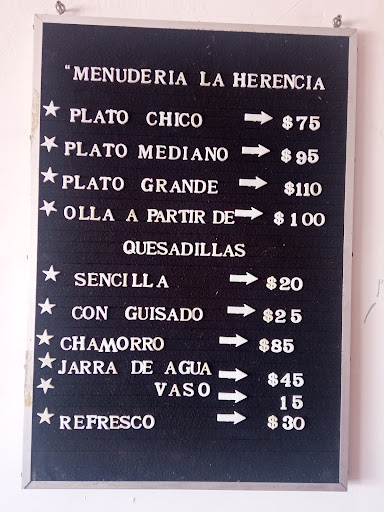 "MENUDERIA LA HERENCIA
PLATO CHICO $75
PLATO MEDIANO $95
PLATO GRANDE $110
OLLA A PARTIR DE $100
QUESADILLAS
SENCILLA $20
CON GUISADO $25
CHAMORRO $85
JARRA DE AGUA $45
VASO 15
REFRESCO $30